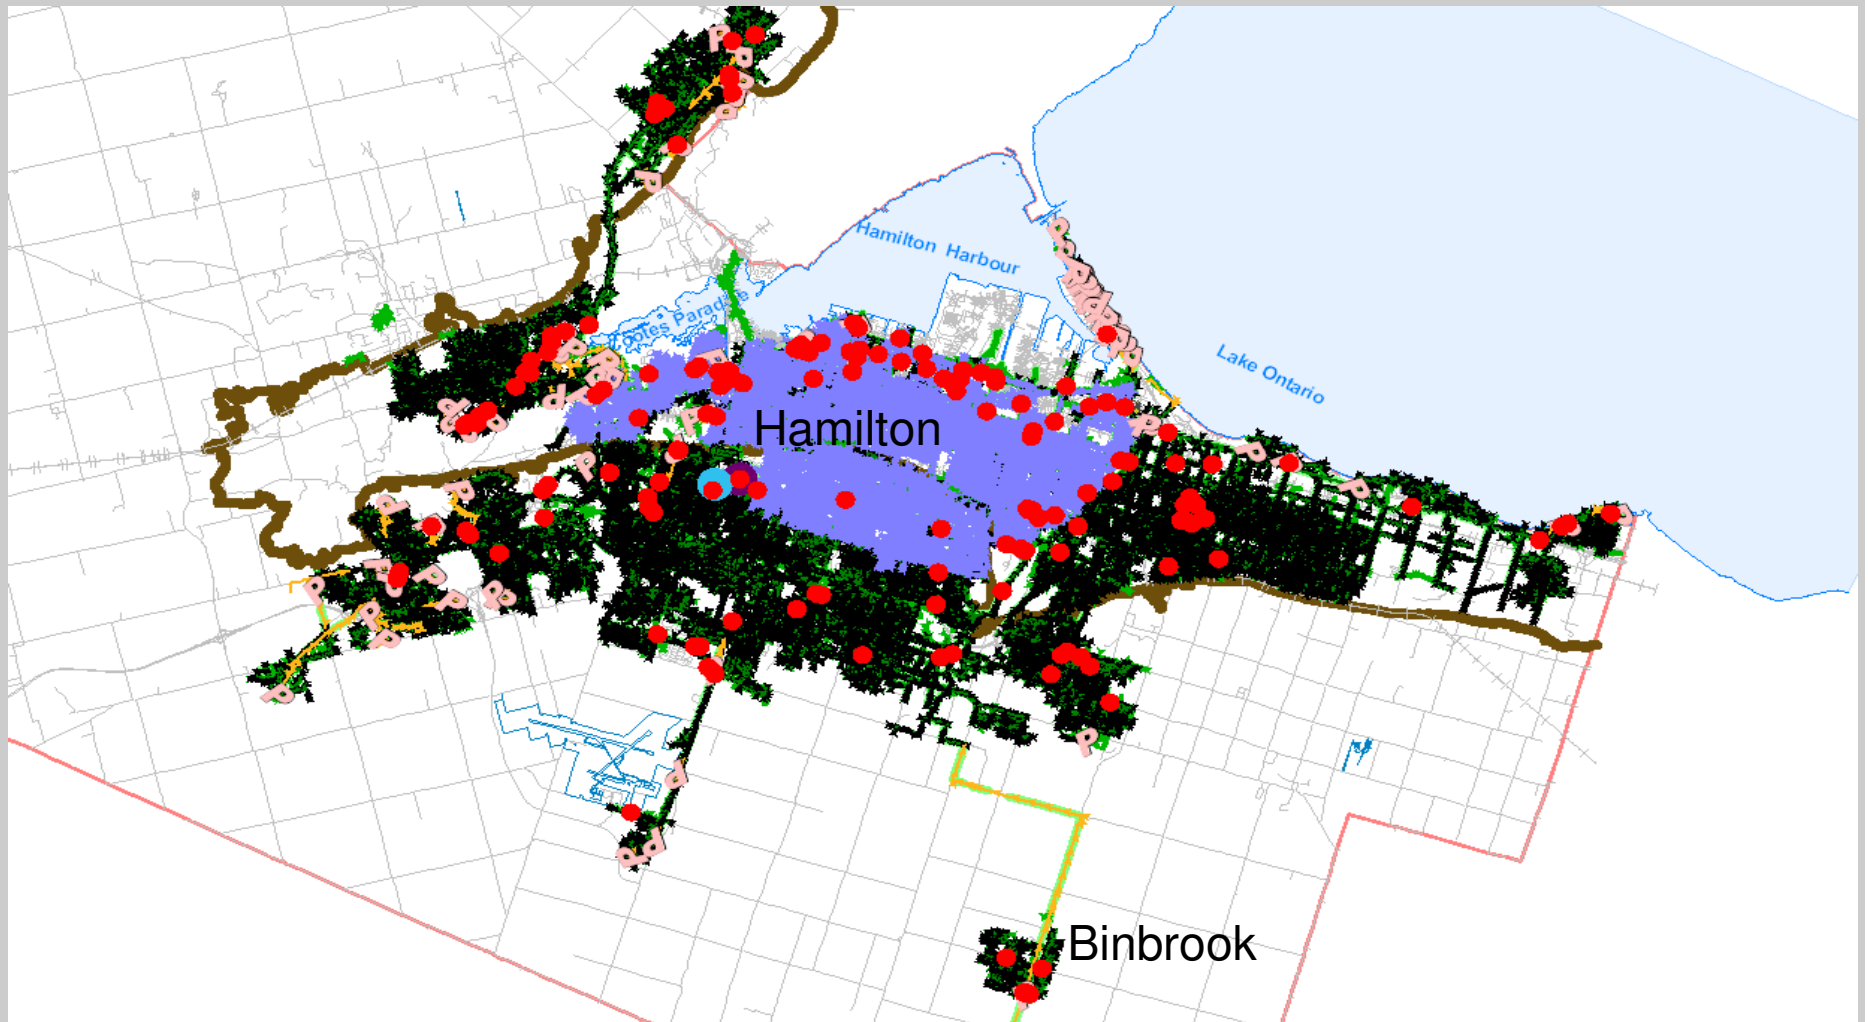 Hamilton Harbour
Cootes Paradise
Lake Ontario
Hamilton
Binbrook